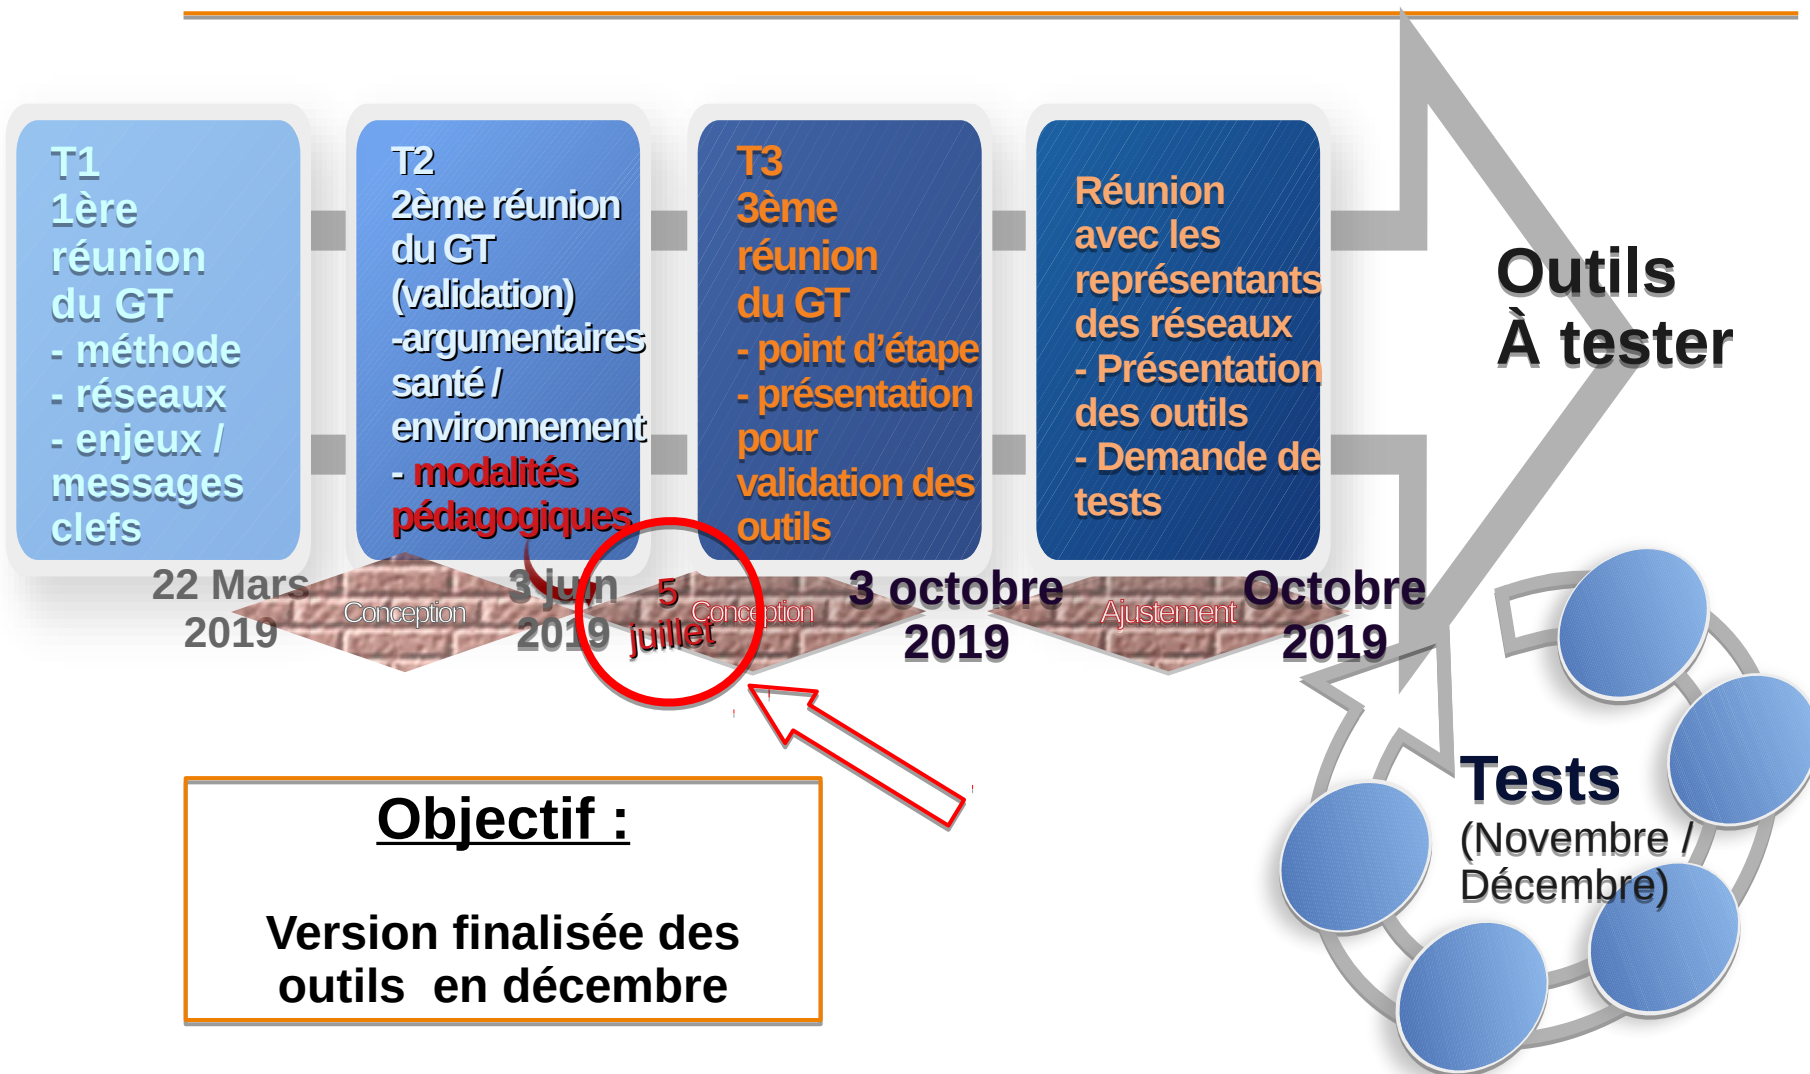 T1
1ère
réunion
du GT
- méthode
- réseaux
- enjeux /
messages
clefs
T2
2ème réunion
du GT
(validation)
-argumentaires
santé /
environnement
- modalités
pédagogiques
T3
3ème
réunion
du GT
- point d’étape
- présentation
pour
validation des
outils
Réunion
avec les
représentants
des réseaux
- Présentation
des outils
- Demande de
tests
Outils
À tester
22 Mars
2019
Conception
3 juin
2019
5
juillet
Conception
3 octobre
2019
Ajustement
Octobre
2019
Tests
(Novembre /
Décembre)
Objectif :
Version finalisée des
outils  en décembre